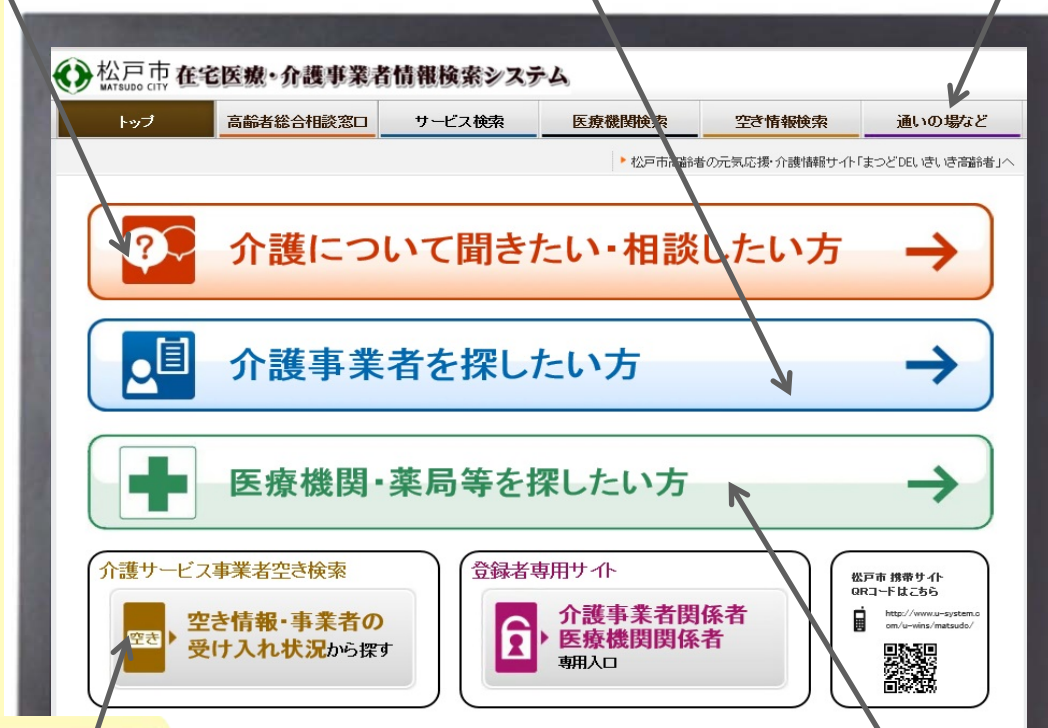 松戸市
MATSUDO CITY
在宅医療・介護事業者情報検索システム
トップ
高齢者総合相談窓口
サービス検索
医療機関検索
空き情報検索
通いの場など
松戸市高齢者の元気応援・介護情報サイト「まつどDEいきいき高齢者」へ
?
介護について聞きたい・相談したい方
介護事業者を探したい方
医療機関・薬局等を探したい方
介護サービス事業者空き検索
空き
空き情報・事業者の
受け入れ状況から探す
登録者専用サイト
介護事業者関係者
医療機関関係者
専用入口
松戸市 携帯サイト
QRコードはこちら
http://www.u-system.c
om/u-wins/matsudo/